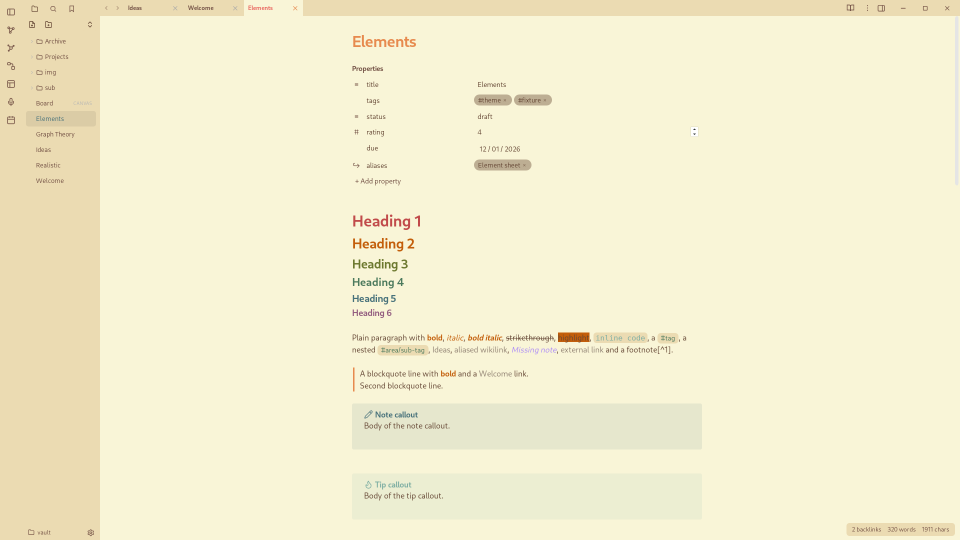 Ideas
Welcome
Elements
Archive
Projects
img
sub
Board CANVAS
Elements
Graph Theory
Ideas
Realistic
Welcome
vault
Elements
Properties
title Elements
tags #theme × #fixture ×
status draft
# rating 4
due 12/01/2026
aliases Element sheet ×
+ Add property
Heading 1
Heading 2
Heading 3
Heading 4
Heading 5
Heading 6
Plain paragraph with bold, italic, bold italic, strikethrough, highlight, inline code, a #tag, a
nested #area/sub-tag, Ideas, aliased wikilink, Missing note, external link and a footnote[^1].
A blockquote line with bold and a Welcome link.
Second blockquote line.
Note callout
Body of the note callout.
Tip callout
Body of the tip callout.
2 backlinks 320 words 1911 chars